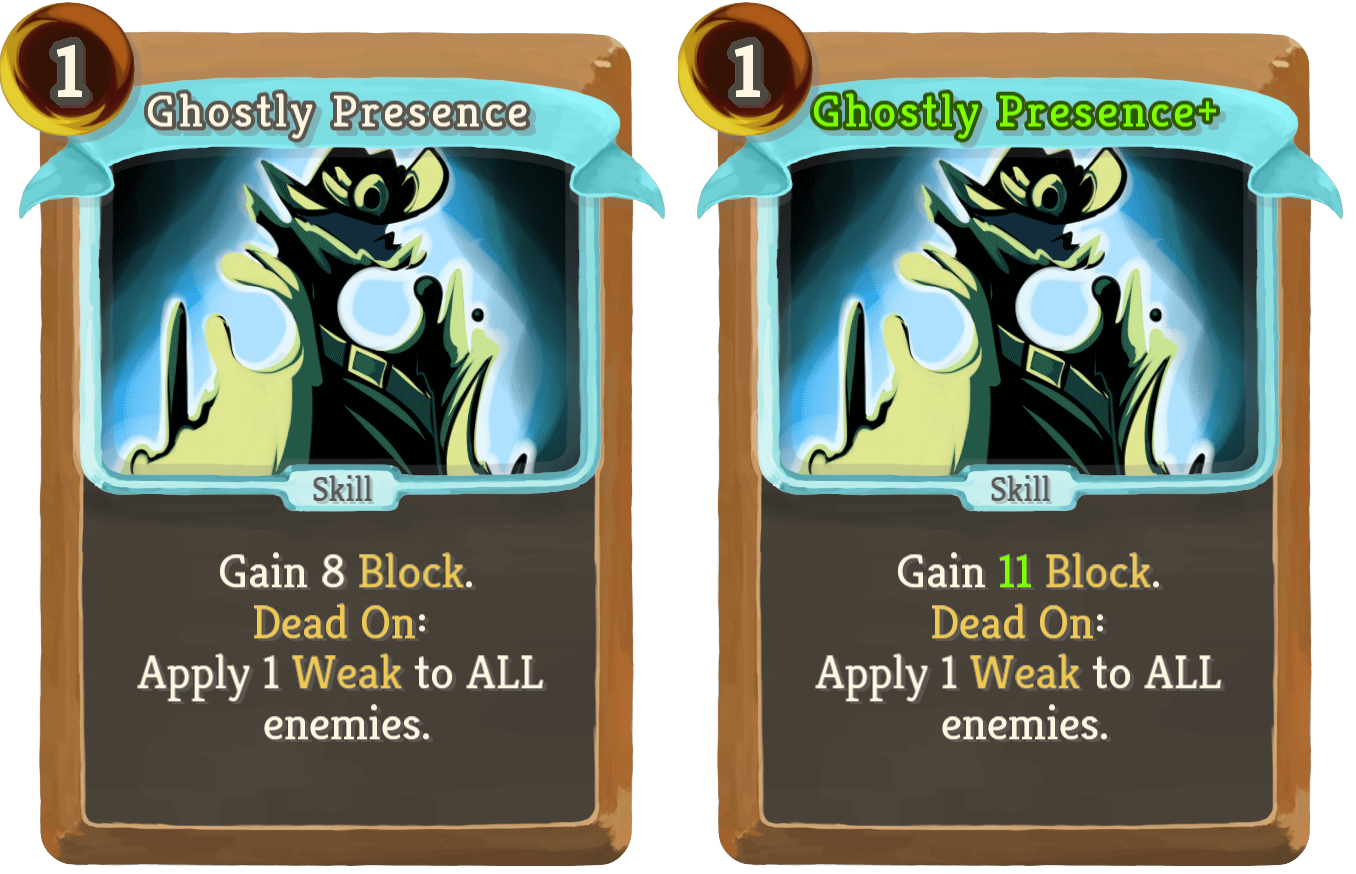 1
Ghostly Presence
Skill
Gain 8 Block.
Dead On:
Apply 1 Weak to ALL
enemies.
1
Ghostly Presence+
Skill
Gain 11 Block.
Dead On:
Apply 1 Weak to ALL
enemies.